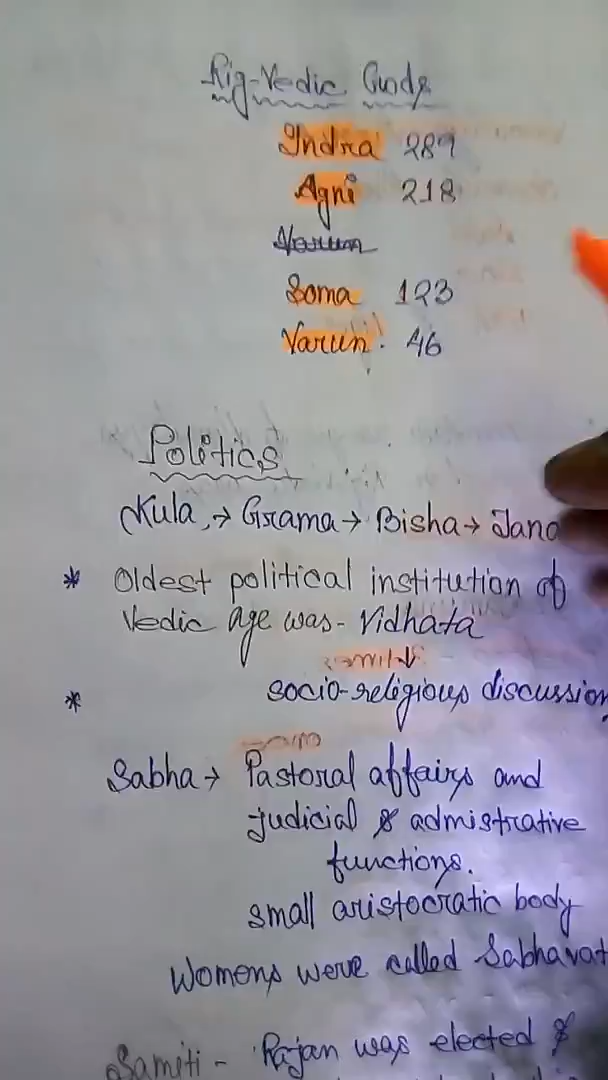 Rig-Vedic Gods
Indra 289
Agni 218
Varun
Soma 123
Varun. 46
Politics
Kula, → Grama → Bisha → Jana
* Oldest political institution of
Vedic Age was - Vidhata
* socio-religious discussion
Sabha → Pastoral affairs and
judicial & admistrative
functions.
small aristocratic body
Womens were called Sabhavat
Samiti - Rajan was elected &